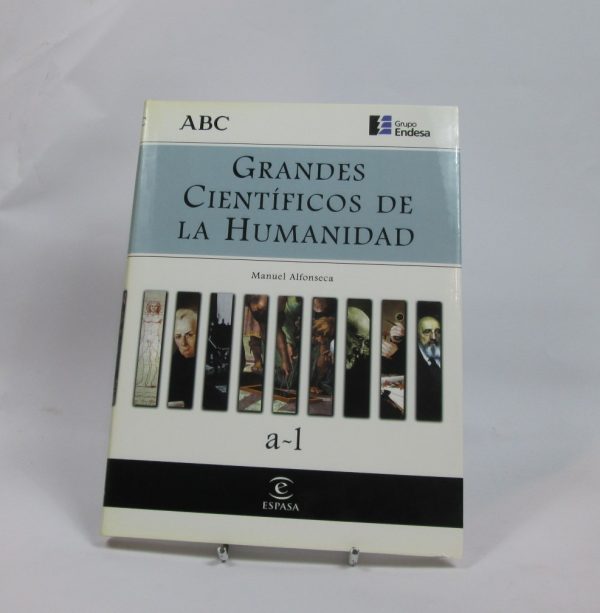 ABC
Grupo
Endesa
GRANDES
CIENTÍFICOS DE
LA HUMANIDAD
Manuel Alfonseca
a~l
e
ESPASA